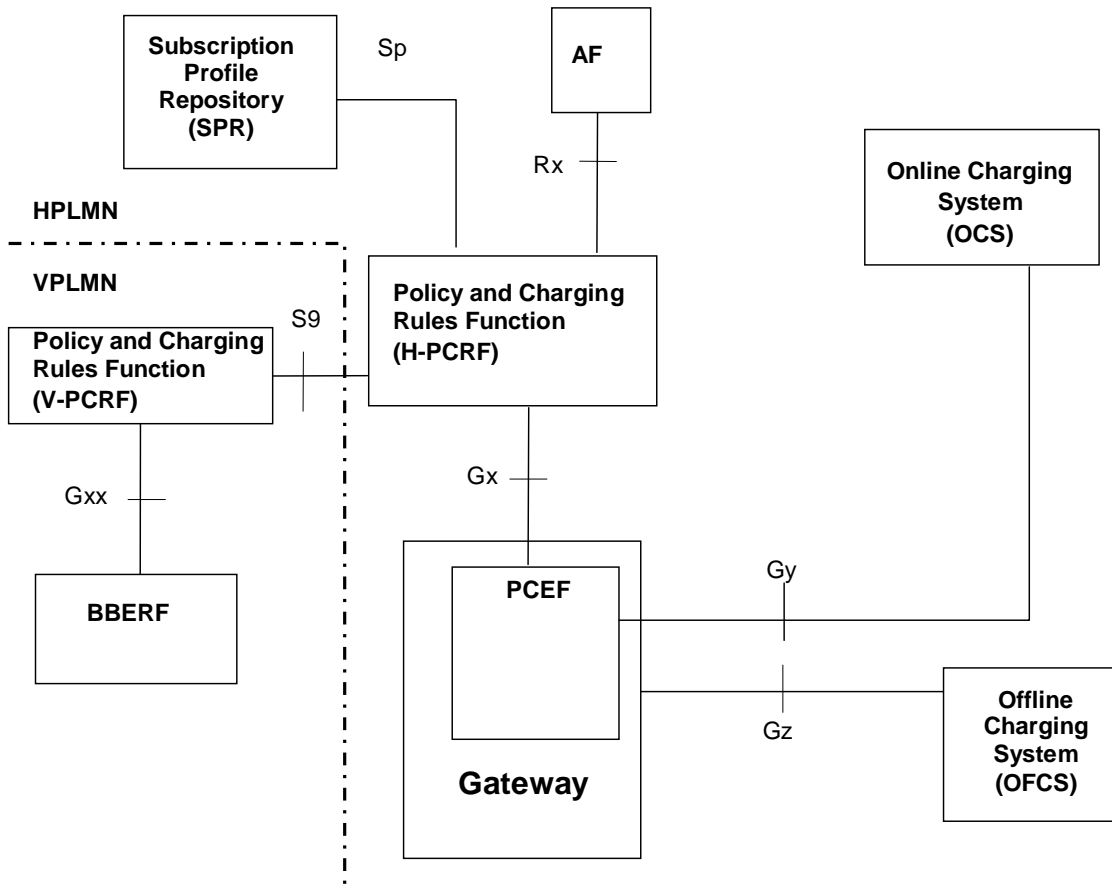 Subscription
Profile
Repository
(SPR)
Sp
AF
Rx
Online Charging
System
(OCS)
HPLMN
VPLMN
Policy and Charging
Rules Function
(H-PCRF)
S9
Policy and Charging
Rules Function
(V-PCRF)
Gxx
Gx
BBERF
PCEF
Gy
Gz
Gateway
Offline
Charging
System
(OFCS)